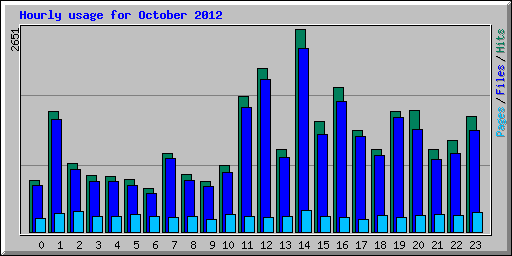 Hourly usage for October 2012
2651
Pages/Files/Hits
0 1 2 3 4 5 6 7 8 9 10 11 12 13 14 15 16 17 18 19 20 21 22 23